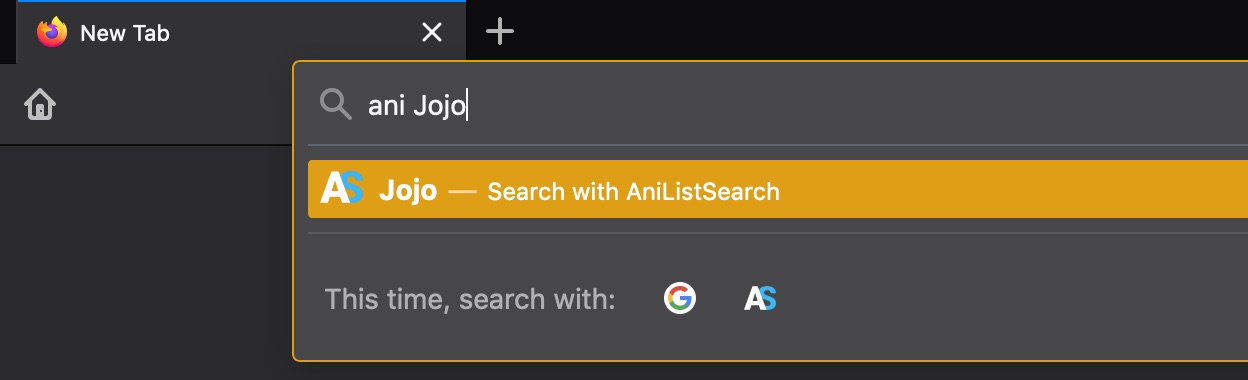 New Tab
ani Jojo
AS Jojo — Search with AniListSearch
This time, search with: G AS